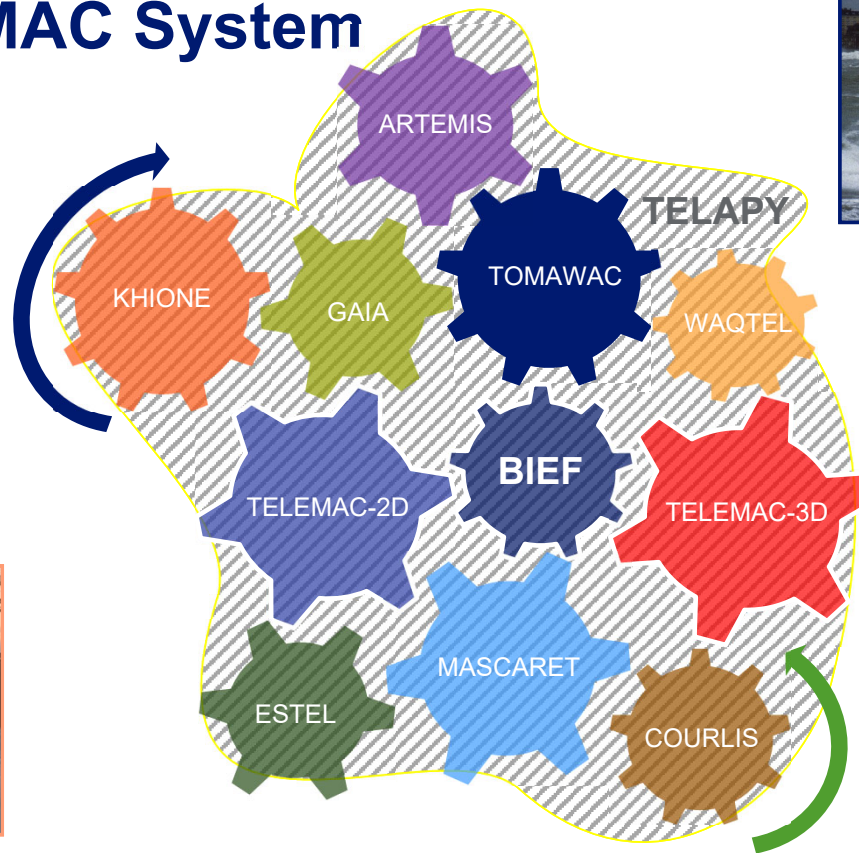 MAC System
ARTEMIS
TELAPY
TOMAWAC
KHIONE
GAIA
WAQTEL
BIEF
TELEMAC-2D
TELEMAC-3D
MASCARET
ESTEL
COURLIS